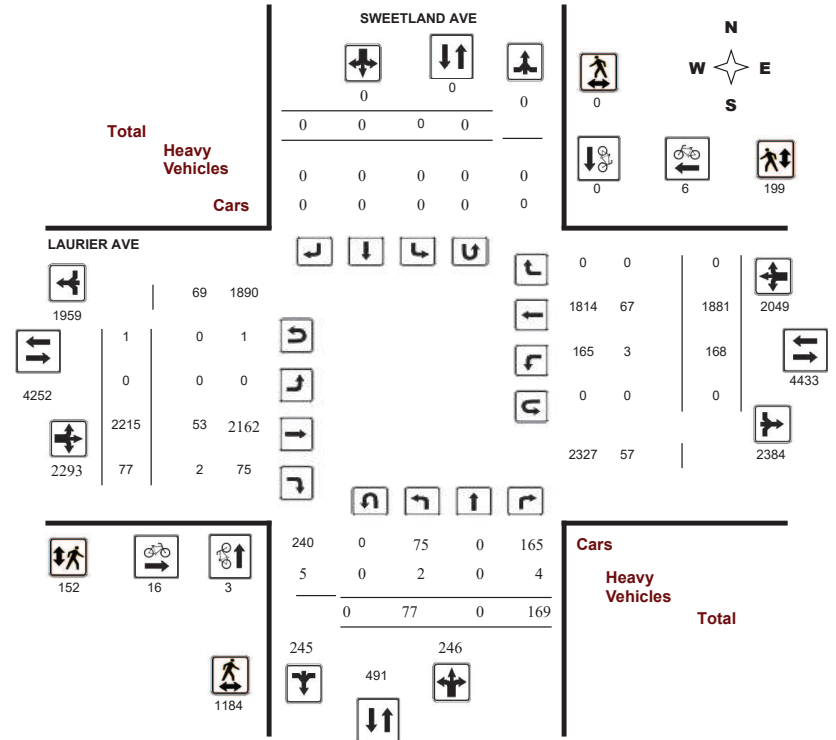 SWEETLAND AVE
N
W E
S
0 0 0 0
0 0 0 0
0
Total
Heavy
Vehicles
0 0 0 0 0
0 6 199
Cars
0 0 0 0 0
LAURIER AVE
0 0 0
69 1890
1959
1814 67 1881 2049
1 0 1
165 3 168
4433
4252
0 0 0
0 0 0
2215 53 2162
2327 57 2384
2293 77 2 75
240 0 75 0 165
Cars
5 0 2 0 4
Heavy
Vehicles
152 16 3
0 77 0 169
Total
245 246
491
1184